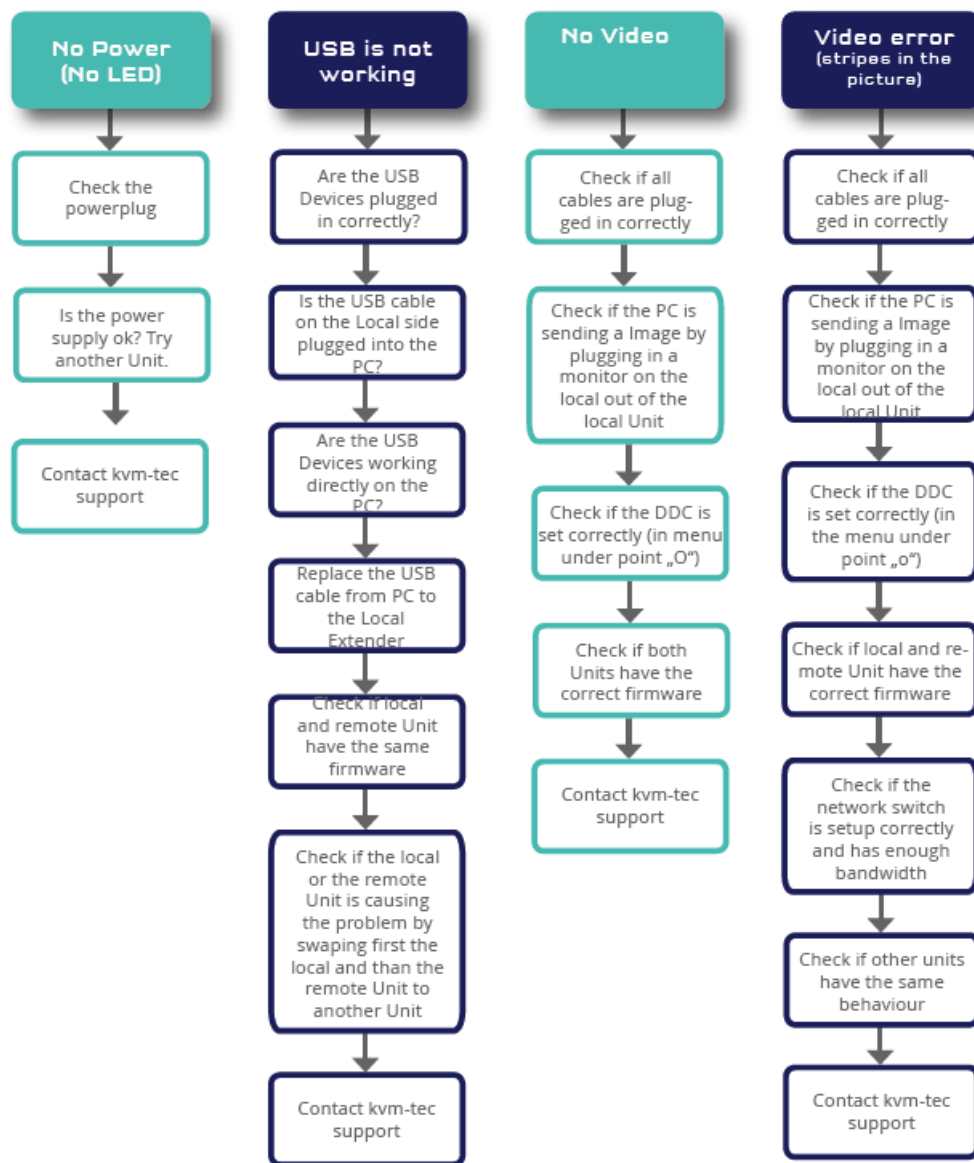 No Power
(No LED)
Check the
powerplug
Is the power
supply ok? Try
another Unit.
Contact kvm-tec
support
USB is not
working
Are the USB
Devices plugged
in correctly?
Is the USB cable
on the Local side
plugged into the
PC?
Are the USB
Devices working
directly on the
PC?
Replace the USB
cable from PC to
the Local
Extender
Check if local
and remote Unit
have the same
firmware
Check if the local
or the remote
Unit is causing
the problem by
swaping first the
local and than the
remote Unit to
another Unit
Contact kvm-tec
support
No Video
Check if all
cables are plug-
ged in correctly
Check if the PC is
sending a Image by
plugging in a
monitor on the
local out of the
local Unit
Check if the DDC is
set correctly (in menu
under point „O“)
Check if both
Units have the
correct firmware
Contact kvm-tec
support
Video error
(stripes in the
picture)
Check if all
cables are plug-
ged in correctly
Check if the PC is
sending a Image
by plugging in a
monitor on the
local out of the
local Unit
Check if the DDC
is set correctly (in
the menu under
point „o“)
Check if local and re-
mote Unit have the
correct firmware
Check if the
network switch
is setup correctly
and has enough
bandwidth
Check if other units
have the same
behaviour
Contact kvm-tec
support